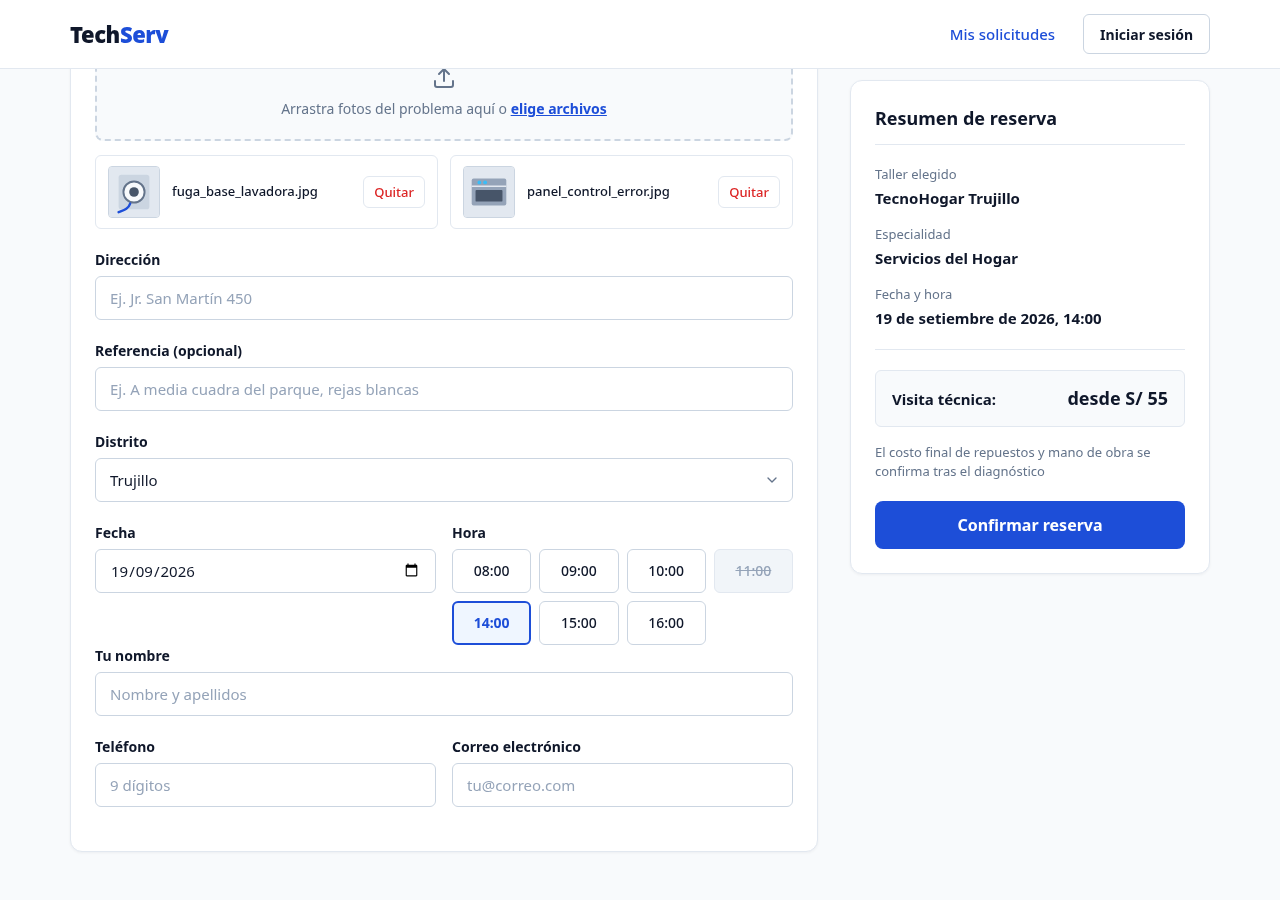 TechServ
Mis solicitudes
Iniciar sesión
Arrastra fotos del problema aquí o elige archivos
fuga_base_lavadora.jpg
Quitar
panel_control_error.jpg
Quitar
Dirección
Ej. Jr. San Martín 450
Referencia (opcional)
Ej. A media cuadra del parque, rejas blancas
Distrito
Trujillo
Fecha
19/09/2026
Hora
08:00
09:00
10:00
11:00
14:00
15:00
16:00
Tu nombre
Nombre y apellidos
Teléfono
9 dígitos
Correo electrónico
tu@correo.com
Resumen de reserva
Taller elegido
TecnoHogar Trujillo
Especialidad
Servicios del Hogar
Fecha y hora
19 de setiembre de 2026, 14:00
Visita técnica:
desde S/ 55
El costo final de repuestos y mano de obra se
confirma tras el diagnóstico
Confirmar reserva